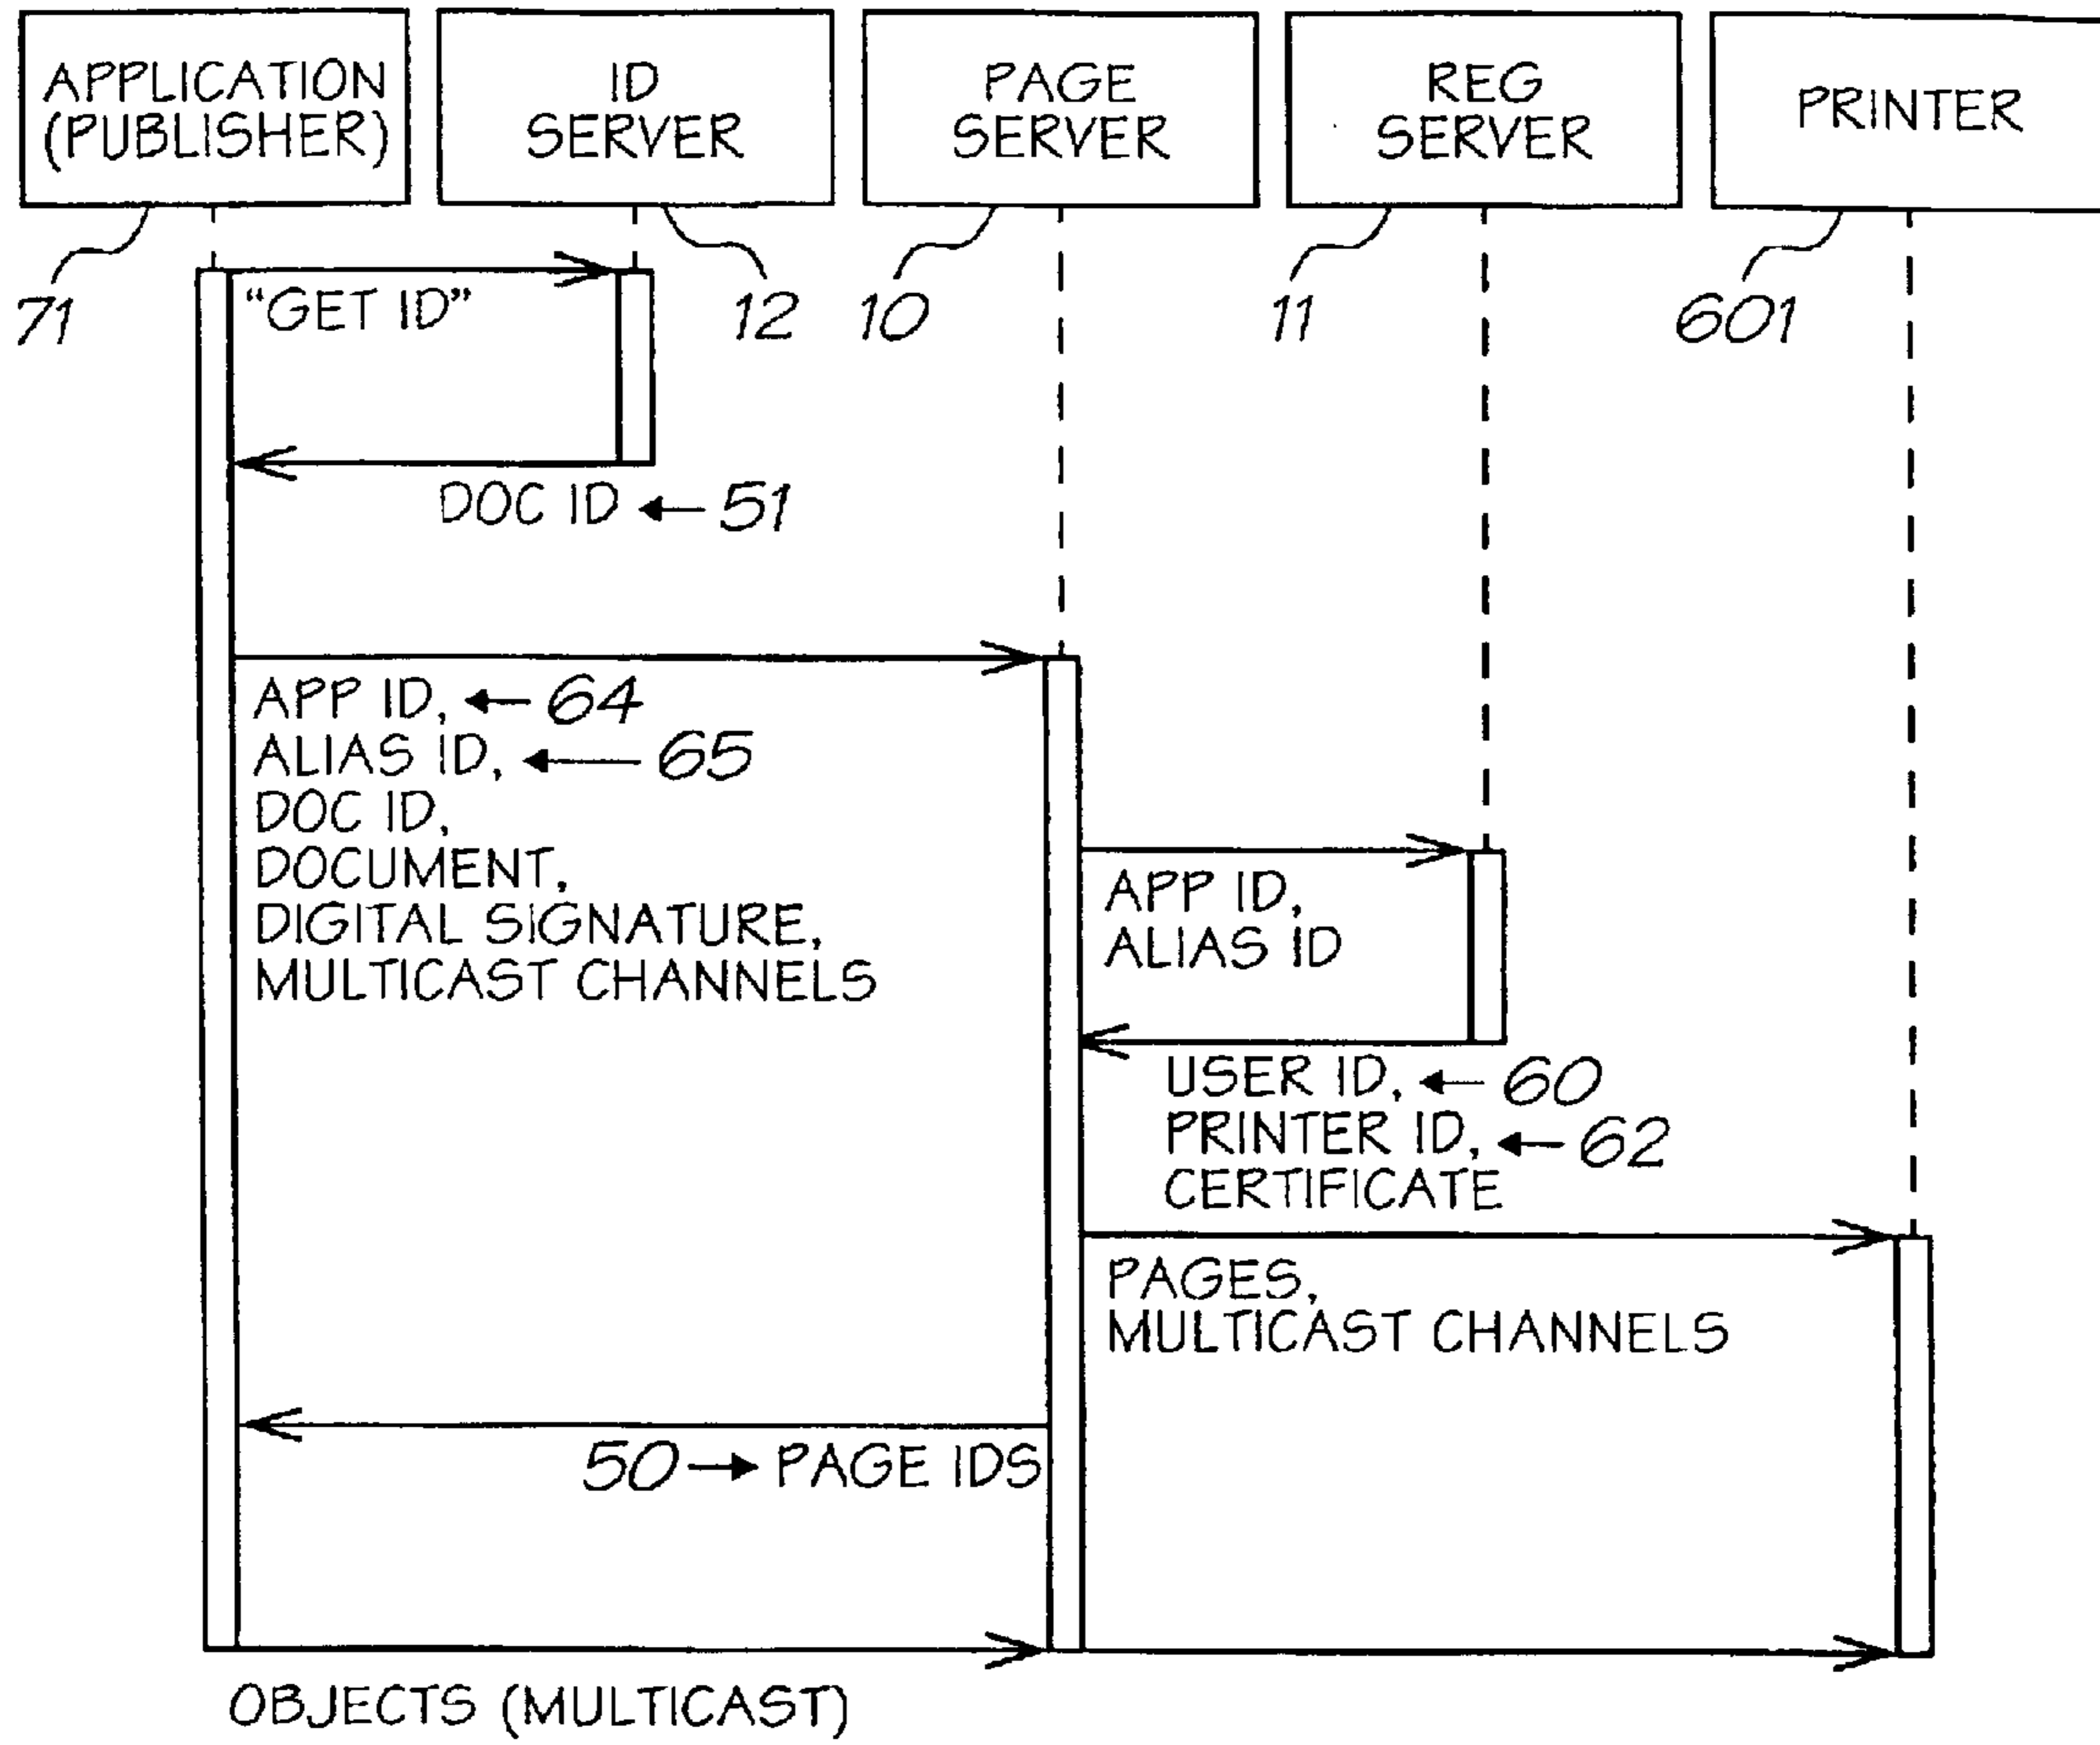 APPLICATION
(PUBLISHER)
ID
SERVER
PAGE
SERVER
REG
SERVER
PRINTER
71
12
10
11
601
"GET ID"
DOC ID
51
APP ID,
64
ALIAS ID,
65
DOC ID,
DOCUMENT,
DIGITAL SIGNATURE,
MULTICAST CHANNELS
APP ID,
ALIAS ID
USER ID,
60
PRINTER ID,
62
CERTIFICATE
PAGES,
MULTICAST CHANNELS
50
PAGE IDS
OBJECTS (MULTICAST)